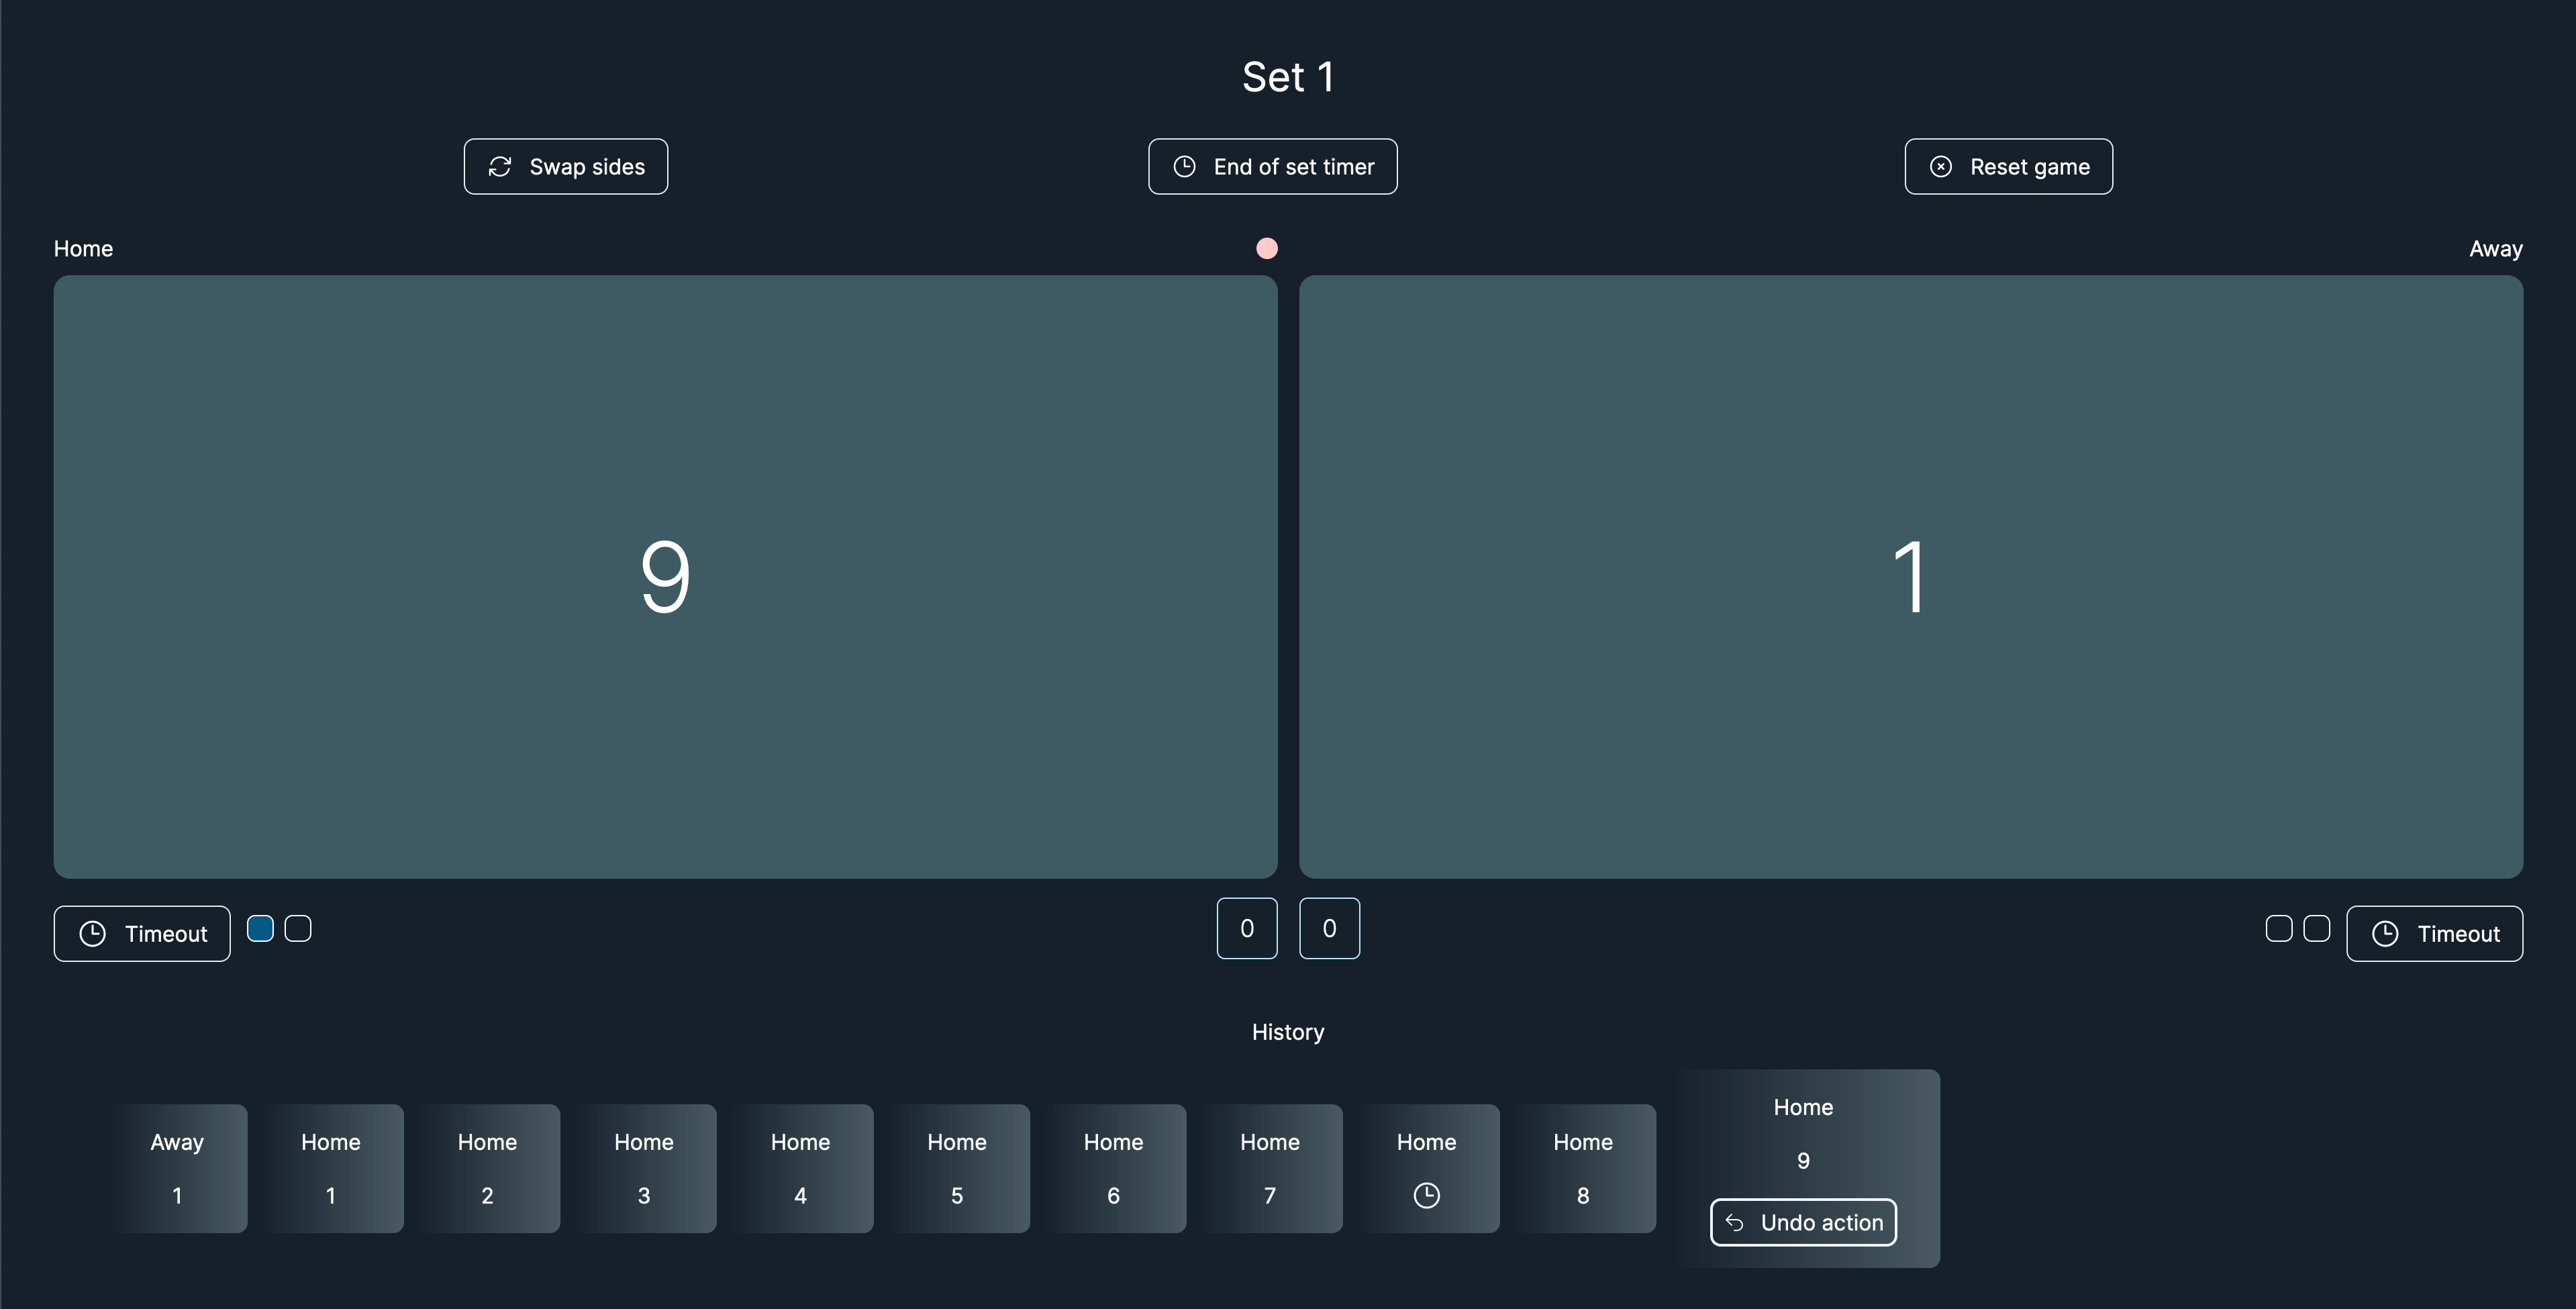 Set 1
Swap sides
End of set timer
Reset game
Home
Away
9
1
Timeout
0
0
Timeout
History
Away
1
Home
1
Home
2
Home
3
Home
4
Home
5
Home
6
Home
7
Home
Home
8
Home
9
Undo action